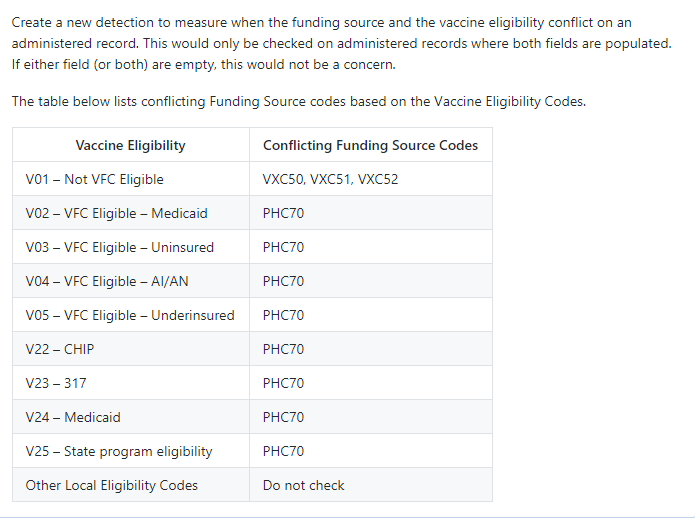 Create a new detection to measure when the funding source and the vaccine eligibility conflict on an
administered record. This would only be checked on administered records where both fields are populated.
If either field (or both) are empty, this would not be a concern.
The table below lists conflicting Funding Source codes based on the Vaccine Eligibility Codes.
Vaccine Eligibility Conflicting Funding Source Codes
V01 – Not VFC Eligible VXC50, VXC51, VXC52
V02 – VFC Eligible – Medicaid PHC70
V03 – VFC Eligible – Uninsured PHC70
V04 – VFC Eligible – AI/AN PHC70
V05 – VFC Eligible – Underinsured PHC70
V22 – CHIP PHC70
V23 – 317 PHC70
V24 – Medicaid PHC70
V25 – State program eligibility PHC70
Other Local Eligibility Codes Do not check